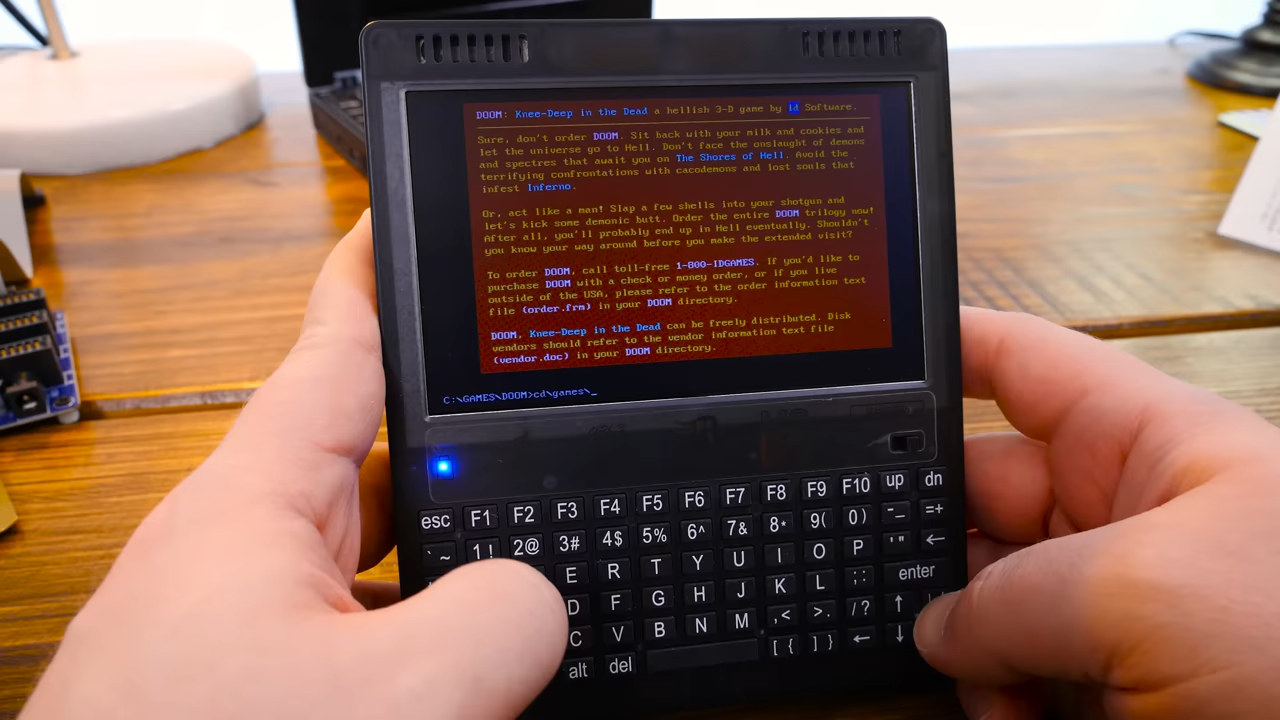 DOOM: Knee-Deep in the Dead a hellish 3-D game by id Software.
Sure, don't order DOOM. Sit back with your milk and cookies and
let the universe go to Hell. Don't face the onslaught of demons
and spectres that await you on The Shores of Hell. Avoid the
terrifying confrontations with cacodemons and lost souls that
infest Inferno.
Or, act like a man! Slap a few shells into your shotgun and
let's kick some demonic butt. Order the entire DOOM trilogy now!
After all, you'll probably end up in Hell eventually. Shouldn't
you know your way around before you make the extended visit?
To order DOOM, call toll-free 1-800-IDGAMES. If you'd like to
purchase DOOM with a check or money order, or if you live
outside of the USA, please refer to the order information text
file (order.frm) in your DOOM directory.
DOOM, Knee-Deep in the Dead can be freely distributed. Disk
vendors should refer to the vendor information text file
(vendor.doc) in your DOOM directory.
C:\GAMES\DOOM>cd\games\_
esc F1 F2 F3 F4 F5 F6 F7 F8 F9 F10 up dn
` ~ 1! 2@ 3# 4$ 5% 6^ 7& 8* 9( 0) -_ =+
E R T Y U I O P '" ←
D F G H J K L ;: enter
C V B N M ,< >. /? ↑
alt del [{ ]} ← ↓